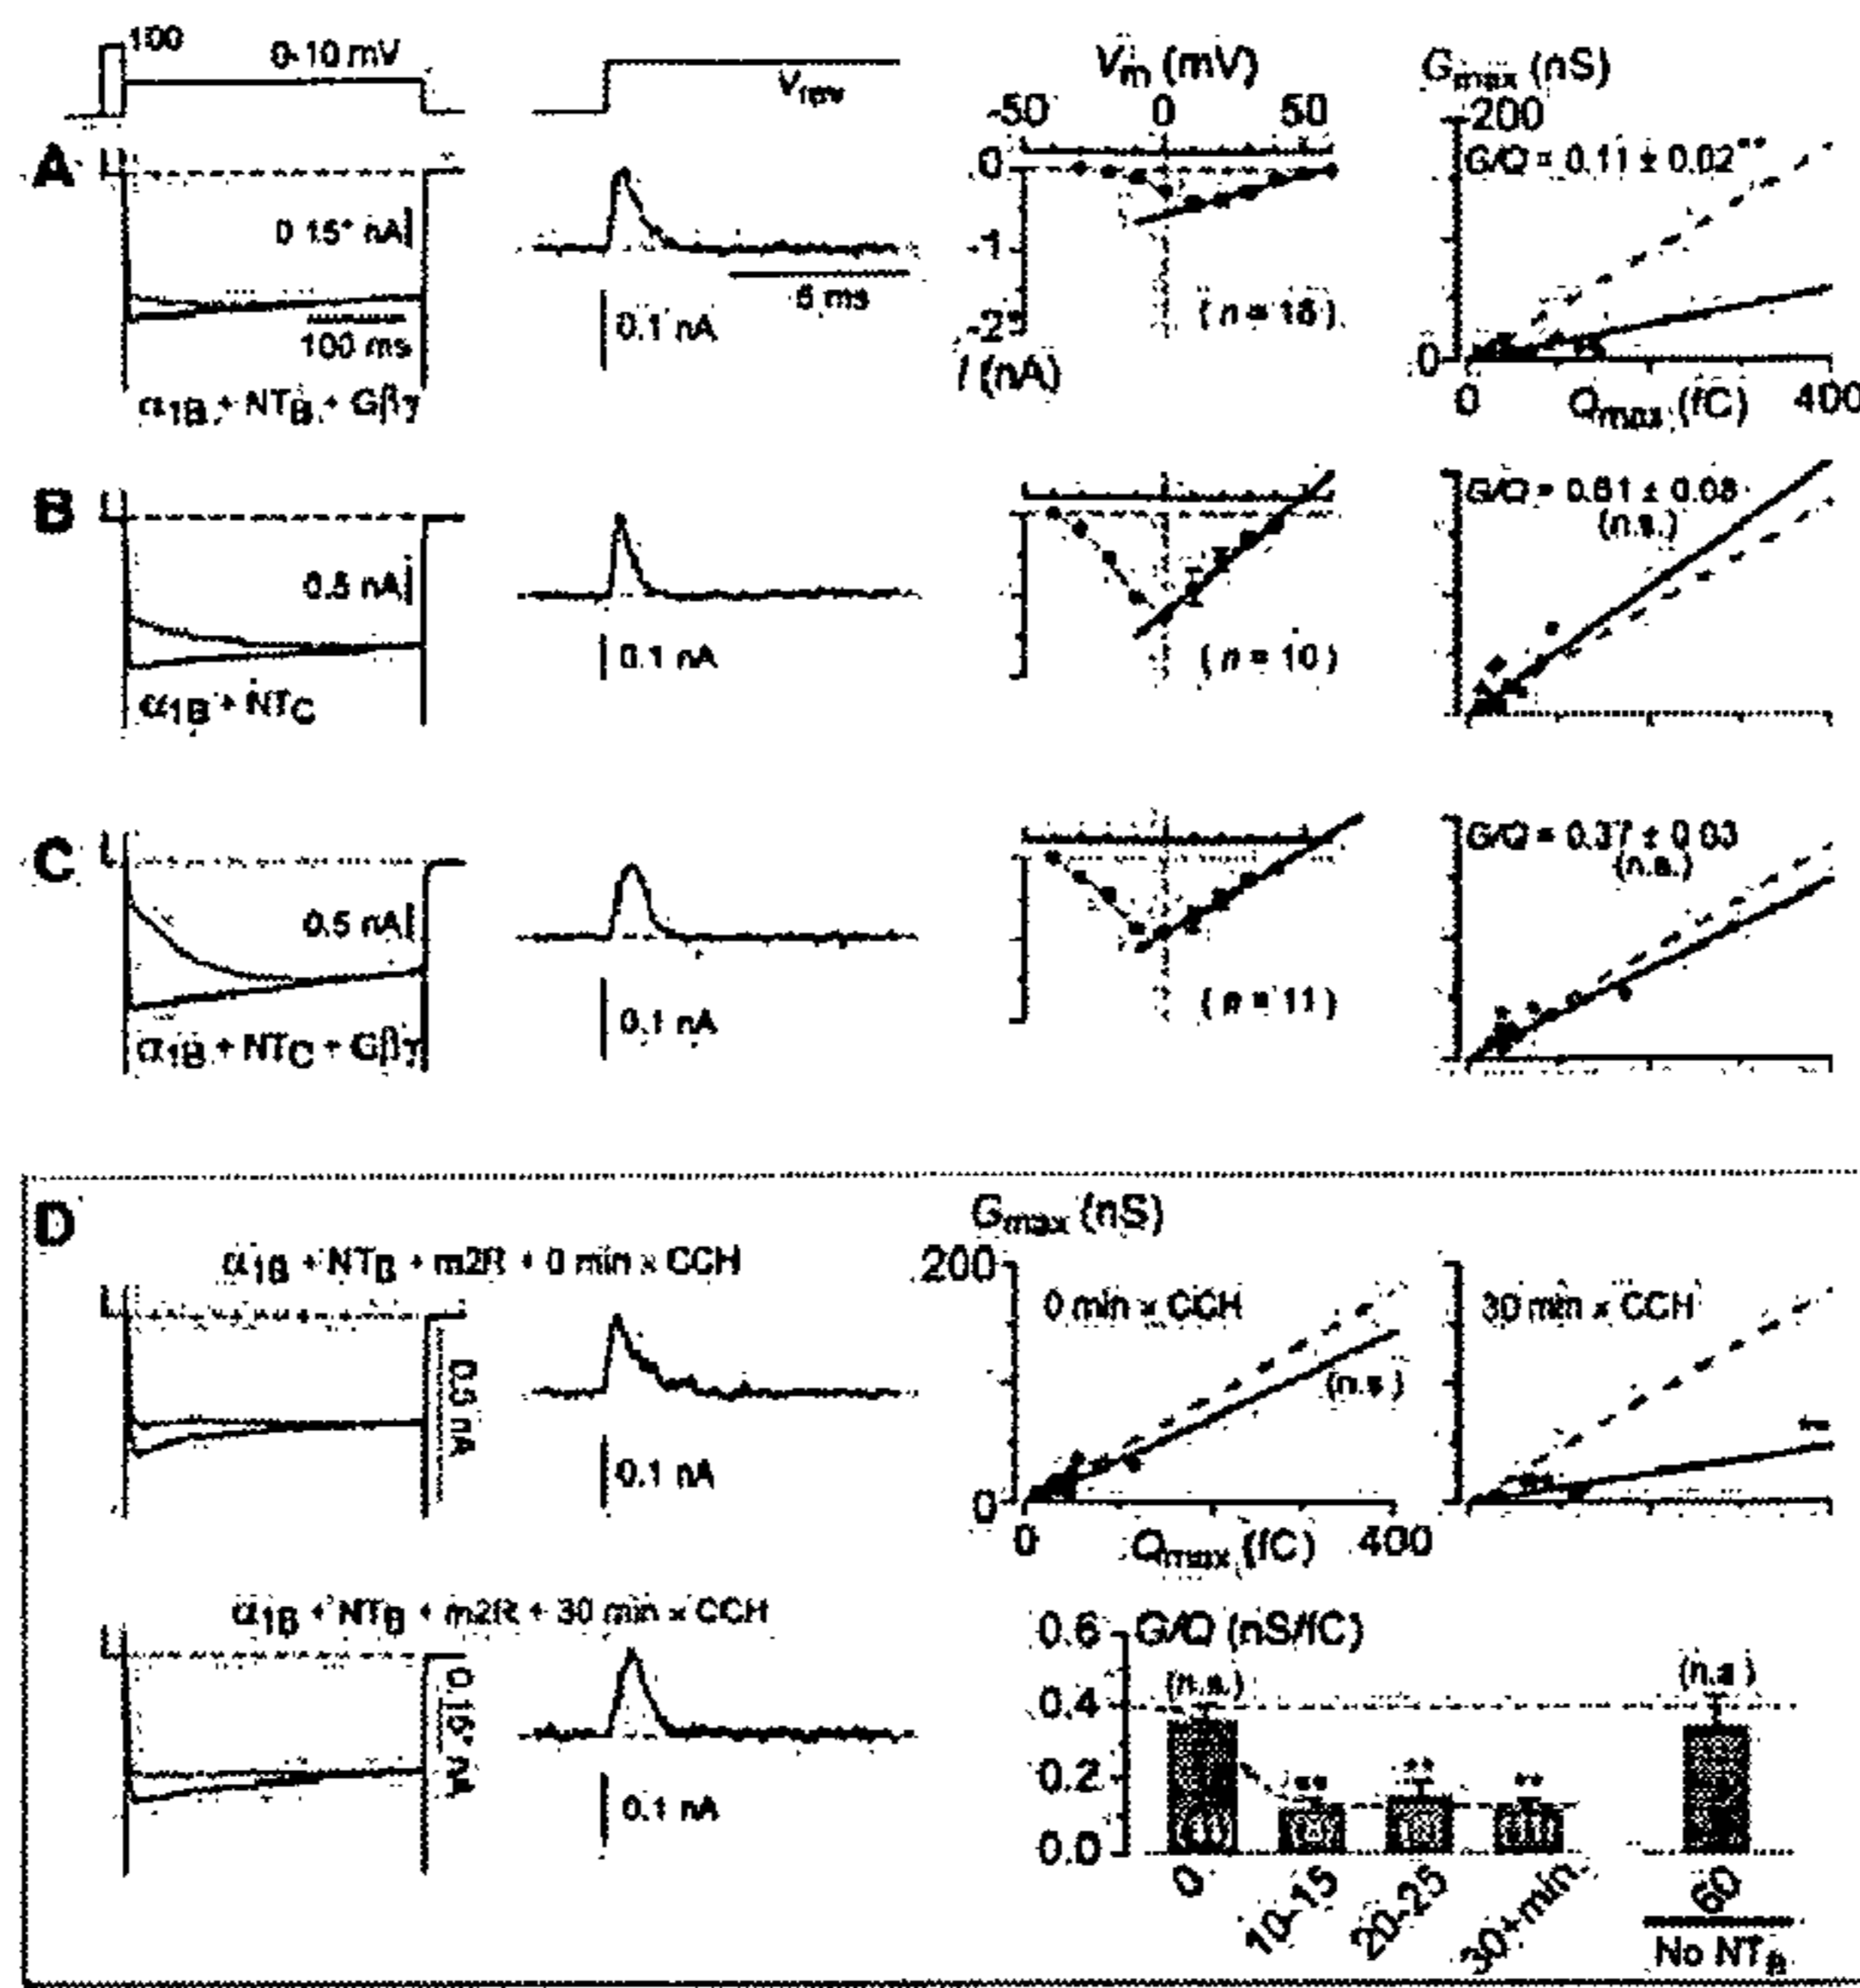 100
0-10 mV
Vrev
Vm (mV)
-50 0 50
Gmax (nS)
200
A
0.15* nA
100 ms
α1B + NTB + Gβγ
0.1 nA
5 ms
0
-1
-2
I (nA)
(n = 15)
G/Q = 0.11 ± 0.02**
0
0 Qmax (fC) 400
B
0.5 nA
α1B + NTC
0.1 nA
(n = 10)
(n.s.)
C
0.5 nA
α1B + NTC + Gβγ
0.1 nA
(n = 11)
G/Q = 0.37 ± 0.03
(n.s.)
D
α1B + NTB + m2R + 0 min x CCH
0.5 nA
0.1 nA
Gmax (nS)
200
0 min x CCH
(n.s.)
0
0 Qmax (fC) 400
30 min x CCH
**
α1B + NTB + m2R + 30 min x CCH
0.15* nA
0.1 nA
G/Q (nS/fC)
0.6
0.4
0.2
0.0
(n.s.)
**
**
**
(n.s.)
0
10-15
20-25
30+min
60
No NTB